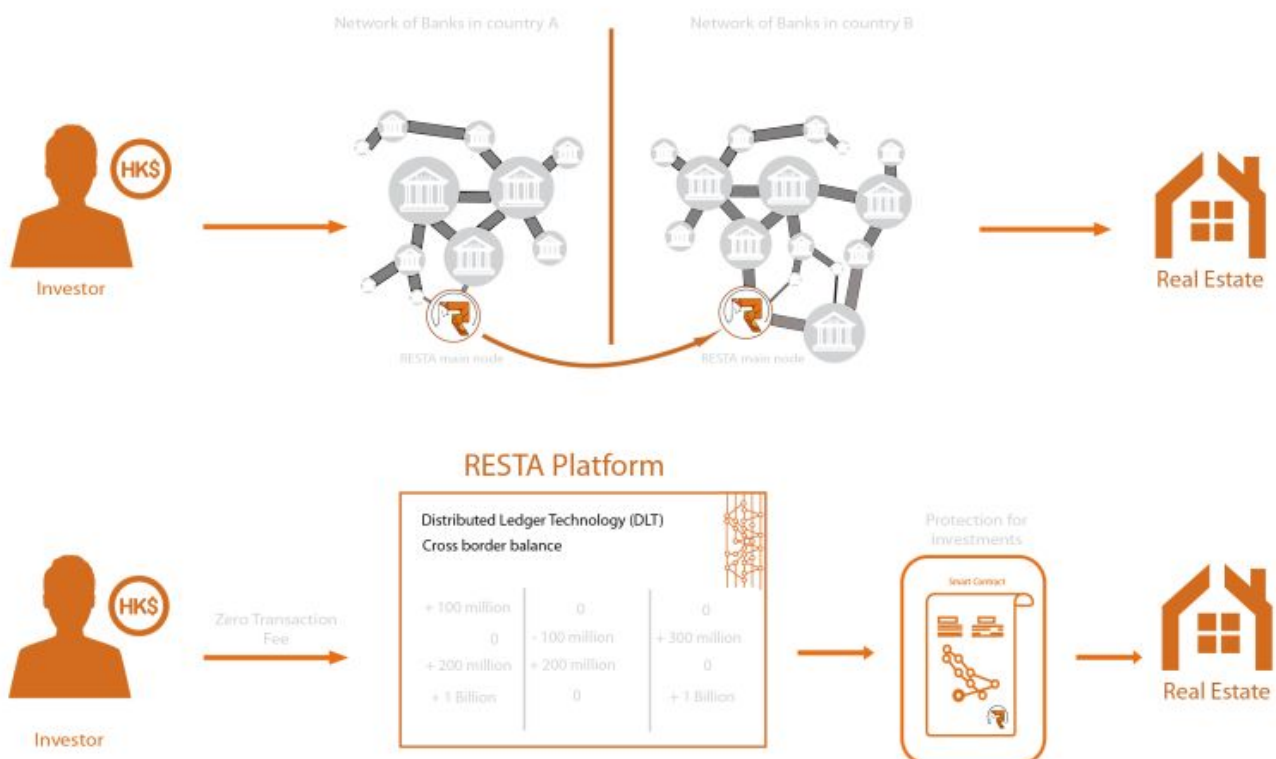 Network of Banks in country A
Network of Banks in country B
HK$
Investor
Real Estate
RESTA main node
RESTA main node
RESTA Platform
Distributed Ledger Technology (DLT)
Cross border balance
Protection for
investments
Smart Contract
HK$
Zero Transaction
Fee
+ 100 million 0 0
0 - 100 million + 300 million
+ 200 million + 200 million 0
+ 1 Billion 0 + 1 Billion
Investor
Real Estate